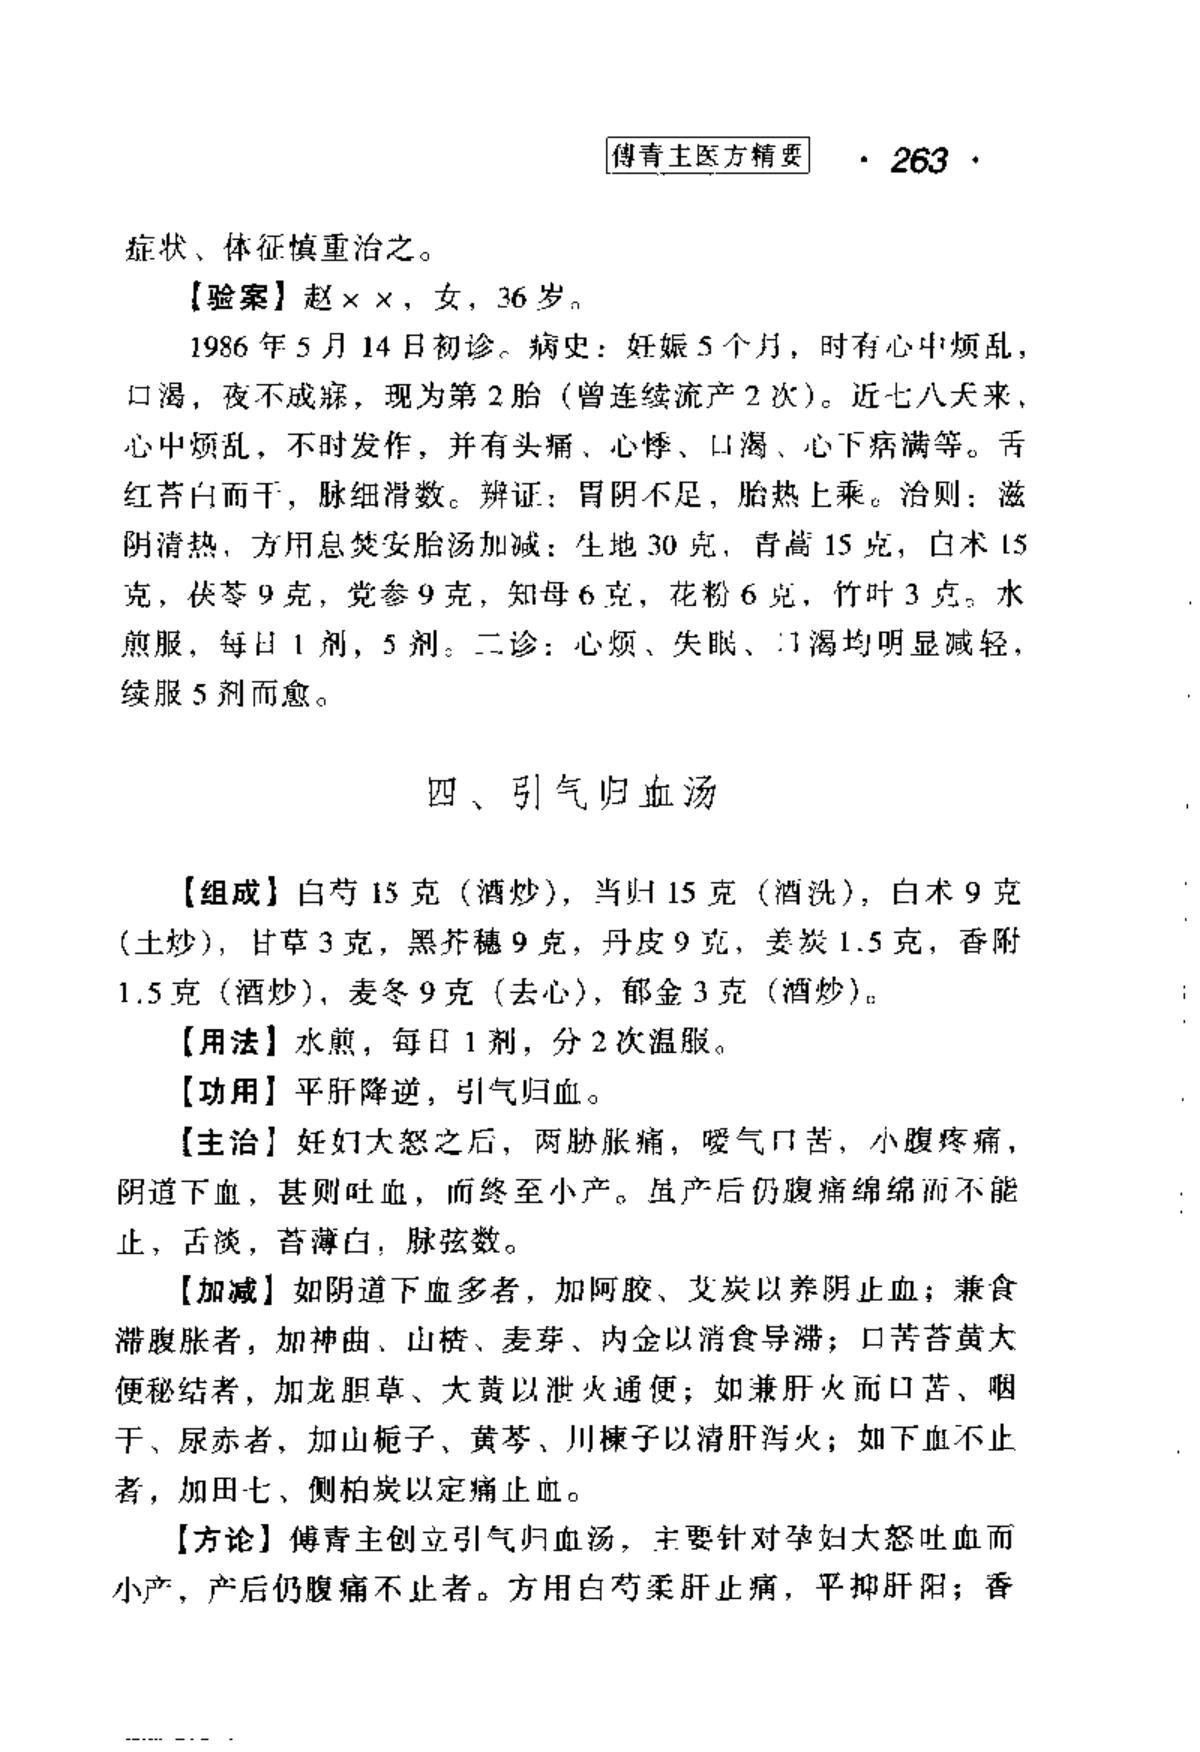 傅青主医方精要 · 263 ·
症状、体征慎重治之。
【验案】赵××，女，36岁。
1986年5月14日初诊。病史：妊娠5个月，时有心中烦乱，
口渴，夜不成寐，现为第2胎（曾连续流产2次）。近七八天来，
心中烦乱，不时发作，并有头痛、心悸、口渴、心下痞满等。舌
红苔白而干，脉细滑数。辨证：胃阴不足，胎热上乘。治则：滋
阴清热，方用息焚安胎汤加减：生地30克，青蒿15克，白术15
克，茯苓9克，党参9克，知母6克，花粉6克，竹叶3克。水
煎服，每日1剂，5剂。二诊：心烦、失眠、口渴均明显减轻，
续服5剂而愈。
四、引气归血汤
【组成】白芍15克（酒炒），当归15克（酒洗），白术9克
（土炒），甘草3克，黑芥穗9克，丹皮9克，姜炭1.5克，香附
1.5克（酒炒），麦冬9克（去心），郁金3克（酒炒）。
【用法】水煎，每日1剂，分2次温服。
【功用】平肝降逆，引气归血。
【主治】妊妇大怒之后，两胁胀痛，嗳气口苦，小腹疼痛，
阴道下血，甚则吐血，而终至小产。虽产后仍腹痛绵绵而不能
止，舌淡，苔薄白，脉弦数。
【加减】如阴道下血多者，加阿胶、艾炭以养阴止血；兼食
滞腹胀者，加神曲、山楂、麦芽、内金以消食导滞；口苦苔黄大
便秘结者，加龙胆草、大黄以泄火通便；如兼肝火而口苦、咽
干、尿赤者，加山栀子、黄芩、川楝子以清肝泻火；如下血不止
者，加田七、侧柏炭以定痛止血。
【方论】傅青主创立引气归血汤，主要针对孕妇大怒吐血而
小产，产后仍腹痛不止者。方用白芍柔肝止痛，平抑肝阳；香